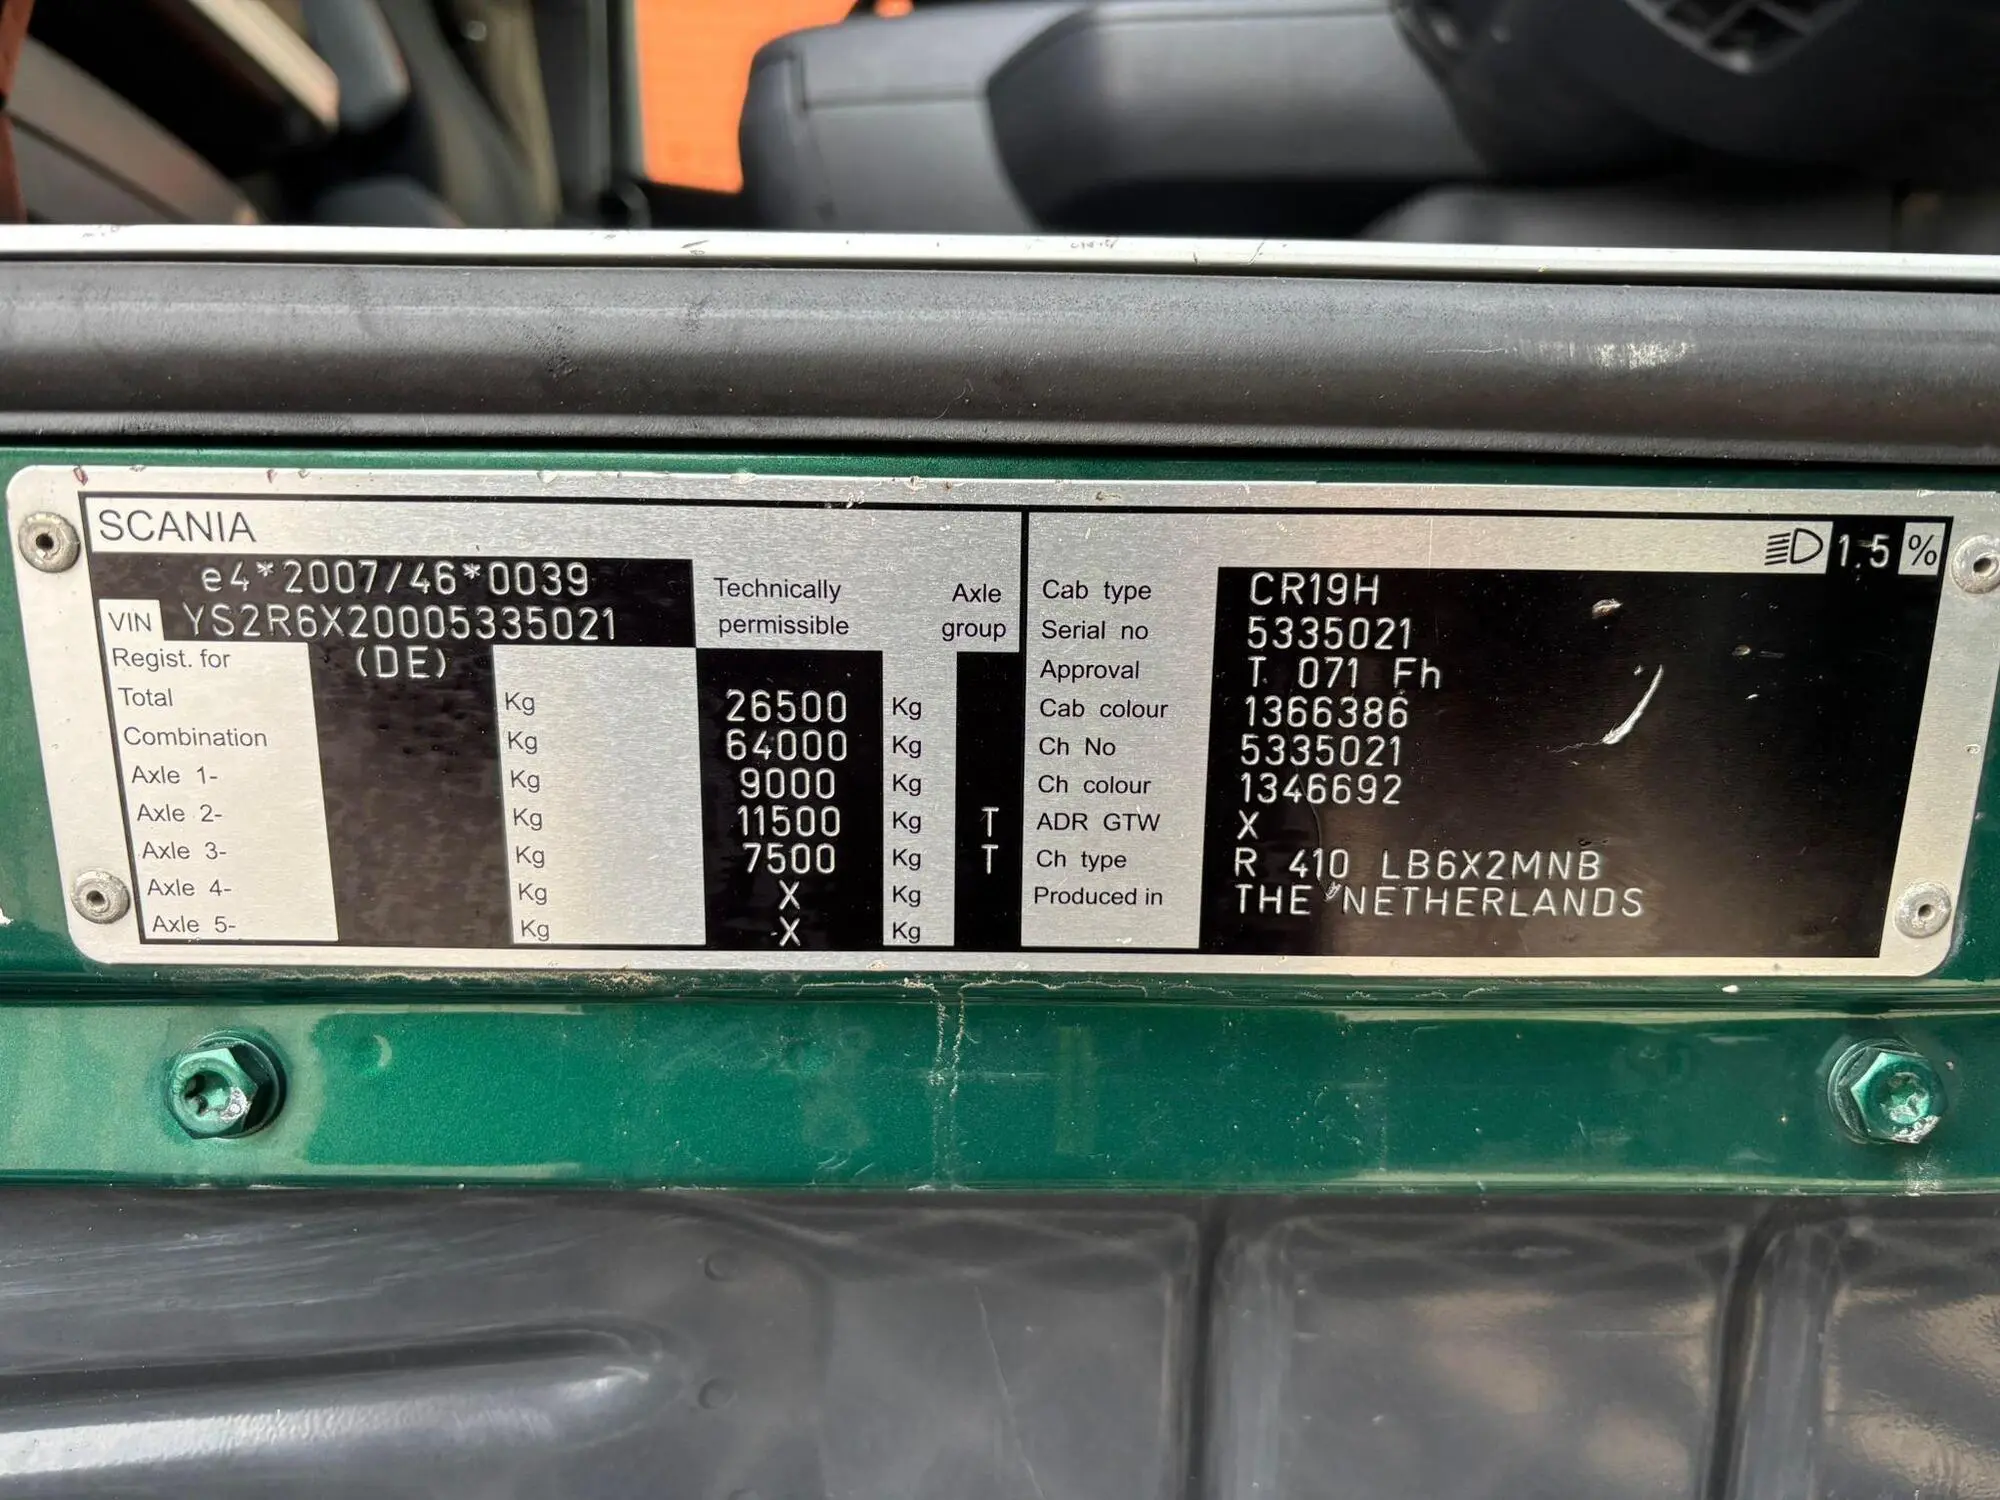 SCANIA
e4*2007/46*0039
VIN YS2R6X20005335021
Regist. for (DE)
Technically permissible
Axle group
Total Kg 26500 Kg
Combination Kg 64000 Kg
Axle 1- Kg 9000 Kg
Axle 2- Kg 11500 Kg T
Axle 3- Kg 7500 Kg T
Axle 4- Kg X Kg
Axle 5- Kg X Kg
1.5 %
Cab type CR19H
Serial no 5335021
Approval T 071 Fh
Cab colour 1366386
Ch No 5335021
Ch colour 1346692
ADR GTW X
Ch type R 410 LB6X2MNB
Produced in THE NETHERLANDS